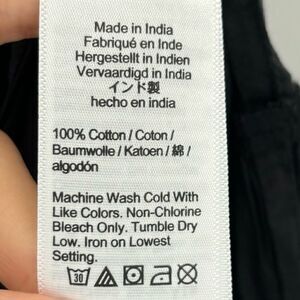 Made in India
Fabriqué en Inde
Hergestellt in Indien
Vervaardigd in India
インド製
hecho en india
100% Cotton / Coton /
Baumwolle / Katoen / 綿 /
algodón
Machine Wash Cold With
Like Colors. Non-Chlorine
Bleach Only. Tumble Dry
Low. Iron on Lowest
Setting.
30